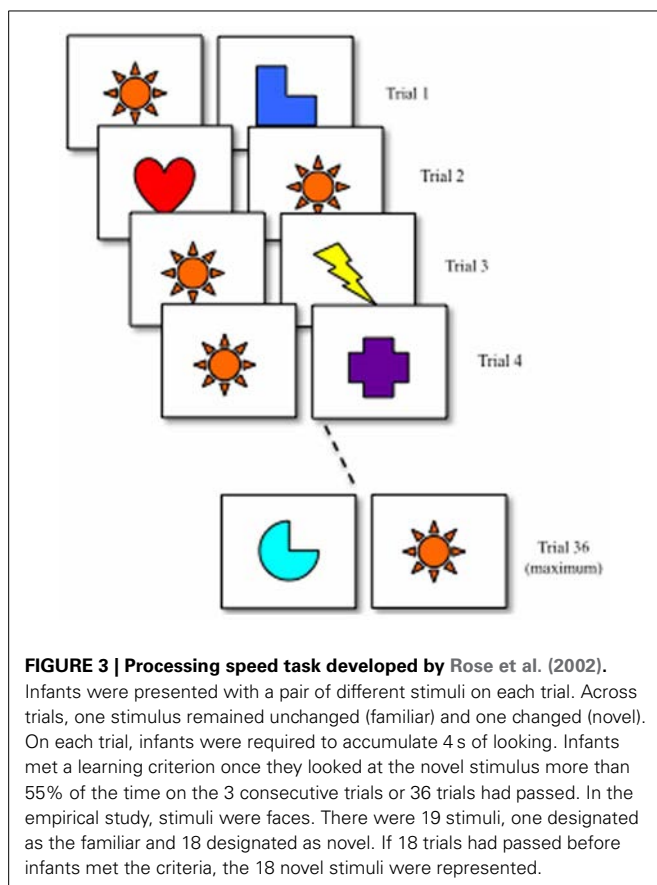 Trial 1
Trial 2
Trial 3
Trial 4
Trial 36
(maximum)
FIGURE 3 | Processing speed task developed by Rose et al. (2002).
Infants were presented with a pair of different stimuli on each trial. Across
trials, one stimulus remained unchanged (familiar) and one changed (novel).
On each trial, infants were required to accumulate 4 s of looking. Infants
met a learning criterion once they looked at the novel stimulus more than
55% of the time on the 3 consecutive trials or 36 trials had passed. In the
empirical study, stimuli were faces. There were 19 stimuli, one designated
as the familiar and 18 designated as novel. If 18 trials had passed before
infants met the criteria, the 18 novel stimuli were represented.